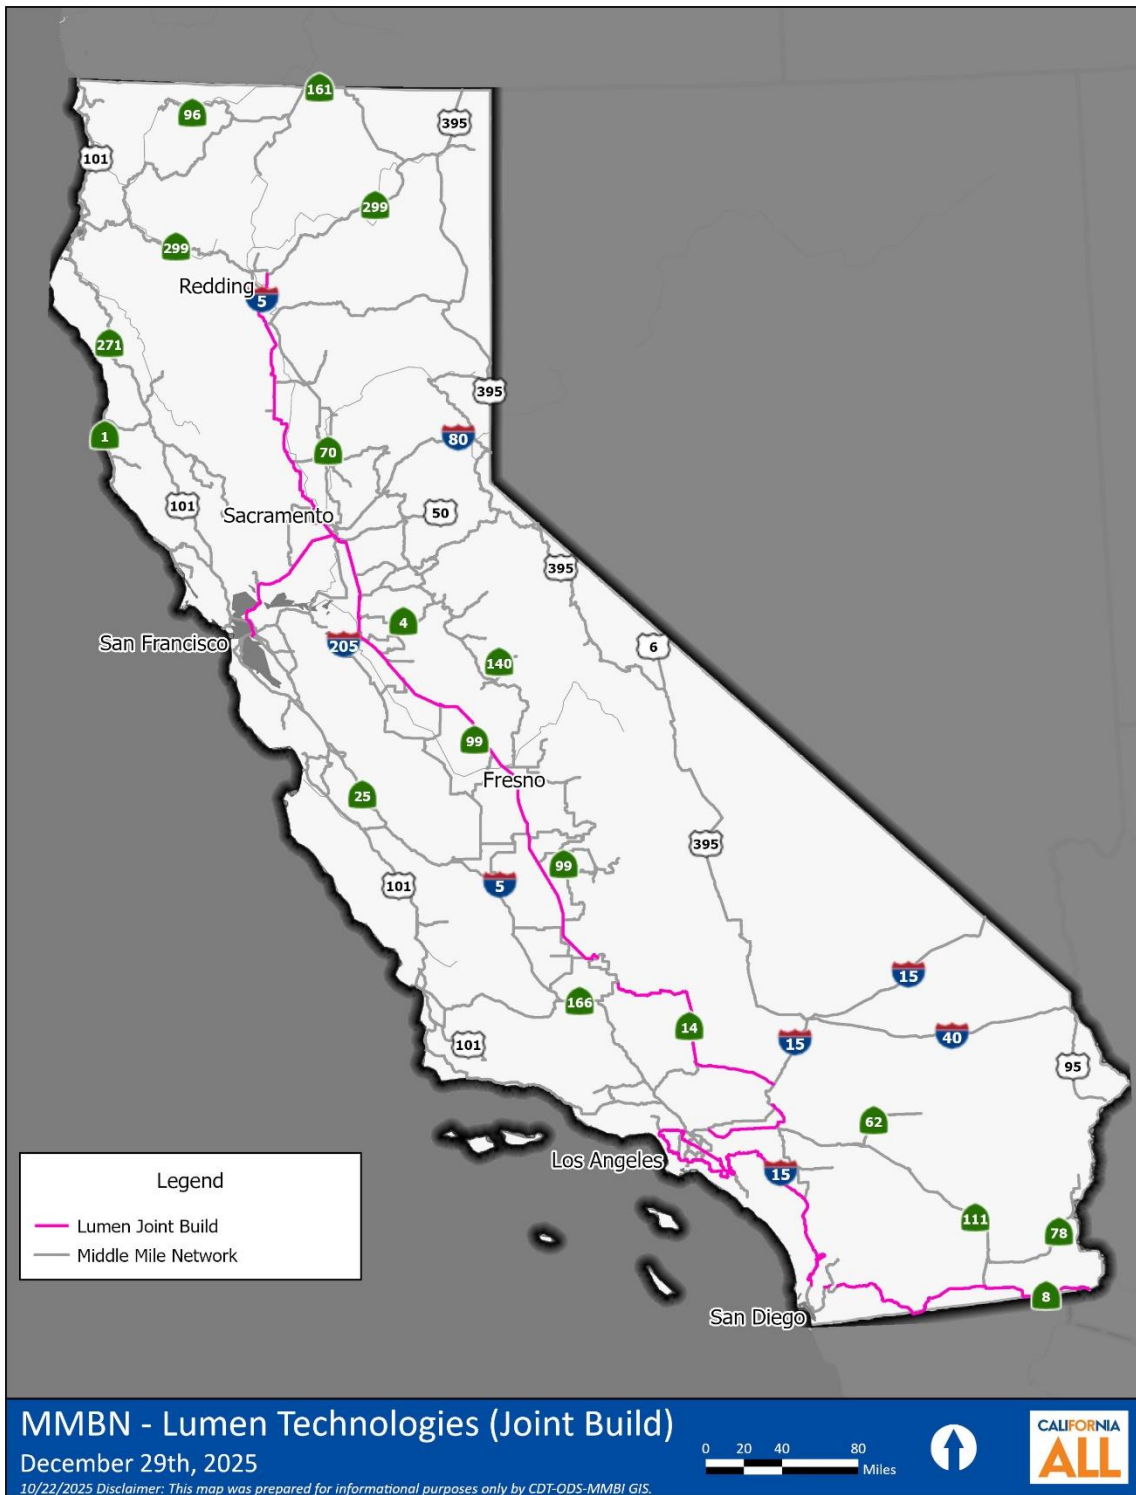 161
96
395
101
299
299
Redding
5
271
395
1
80
70
101
50
Sacramento
395
4
San Francisco
205
6
140
99
Fresno
25
395
99
5
101
15
166
14
40
15
101
95
62
Los Angeles
15
111
78
8
San Diego
Legend
Lumen Joint Build
Middle Mile Network
MMBN - Lumen Technologies (Joint Build)
December 29th, 2025
10/22/2025 Disclaimer: This map was prepared for informational purposes only by CDT-ODS-MMBI GIS.
0 20 40 80
Miles
CALIFORNIA
ALL